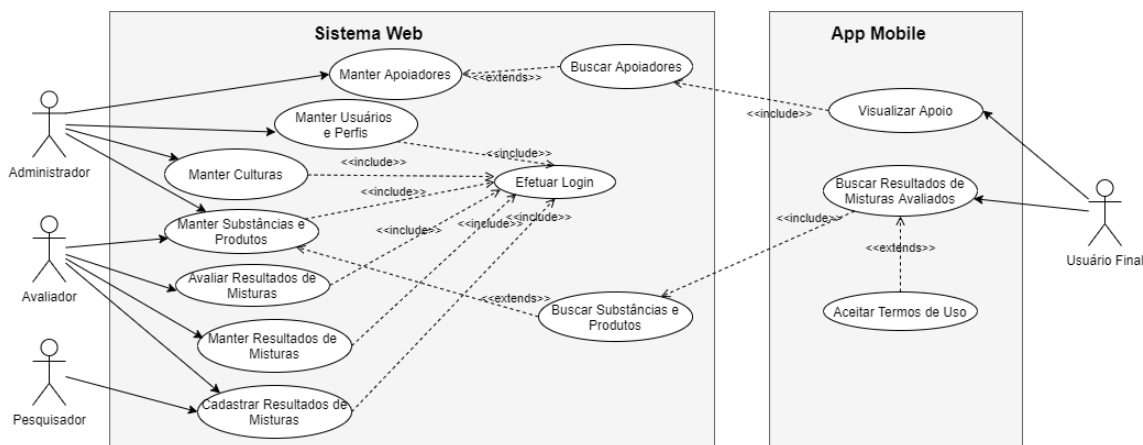 Sistema Web
App Mobile
Manter Apoiadores
<<extends>>
Buscar Apoiadores
Administrador
Manter Usuários
e Perfis
<<include>>
Visualizar Apoio
<<include>>
Manter Culturas
<<include>>
Efetuar Login
Buscar Resultados de
Misturas Avaliados
<<include>>
Manter Substâncias e
Produtos
<<include>>
<<include>>
<<include>>
<<include>>
<<include>>
Usuário Final
<<extends>>
Avaliador
Avaliar Resultados de
Misturas
<<extends>>
Buscar Substâncias e
Produtos
Aceitar Termos de Uso
Manter Resultados de
Misturas
Pesquisador
Cadastrar Resultados de
Misturas